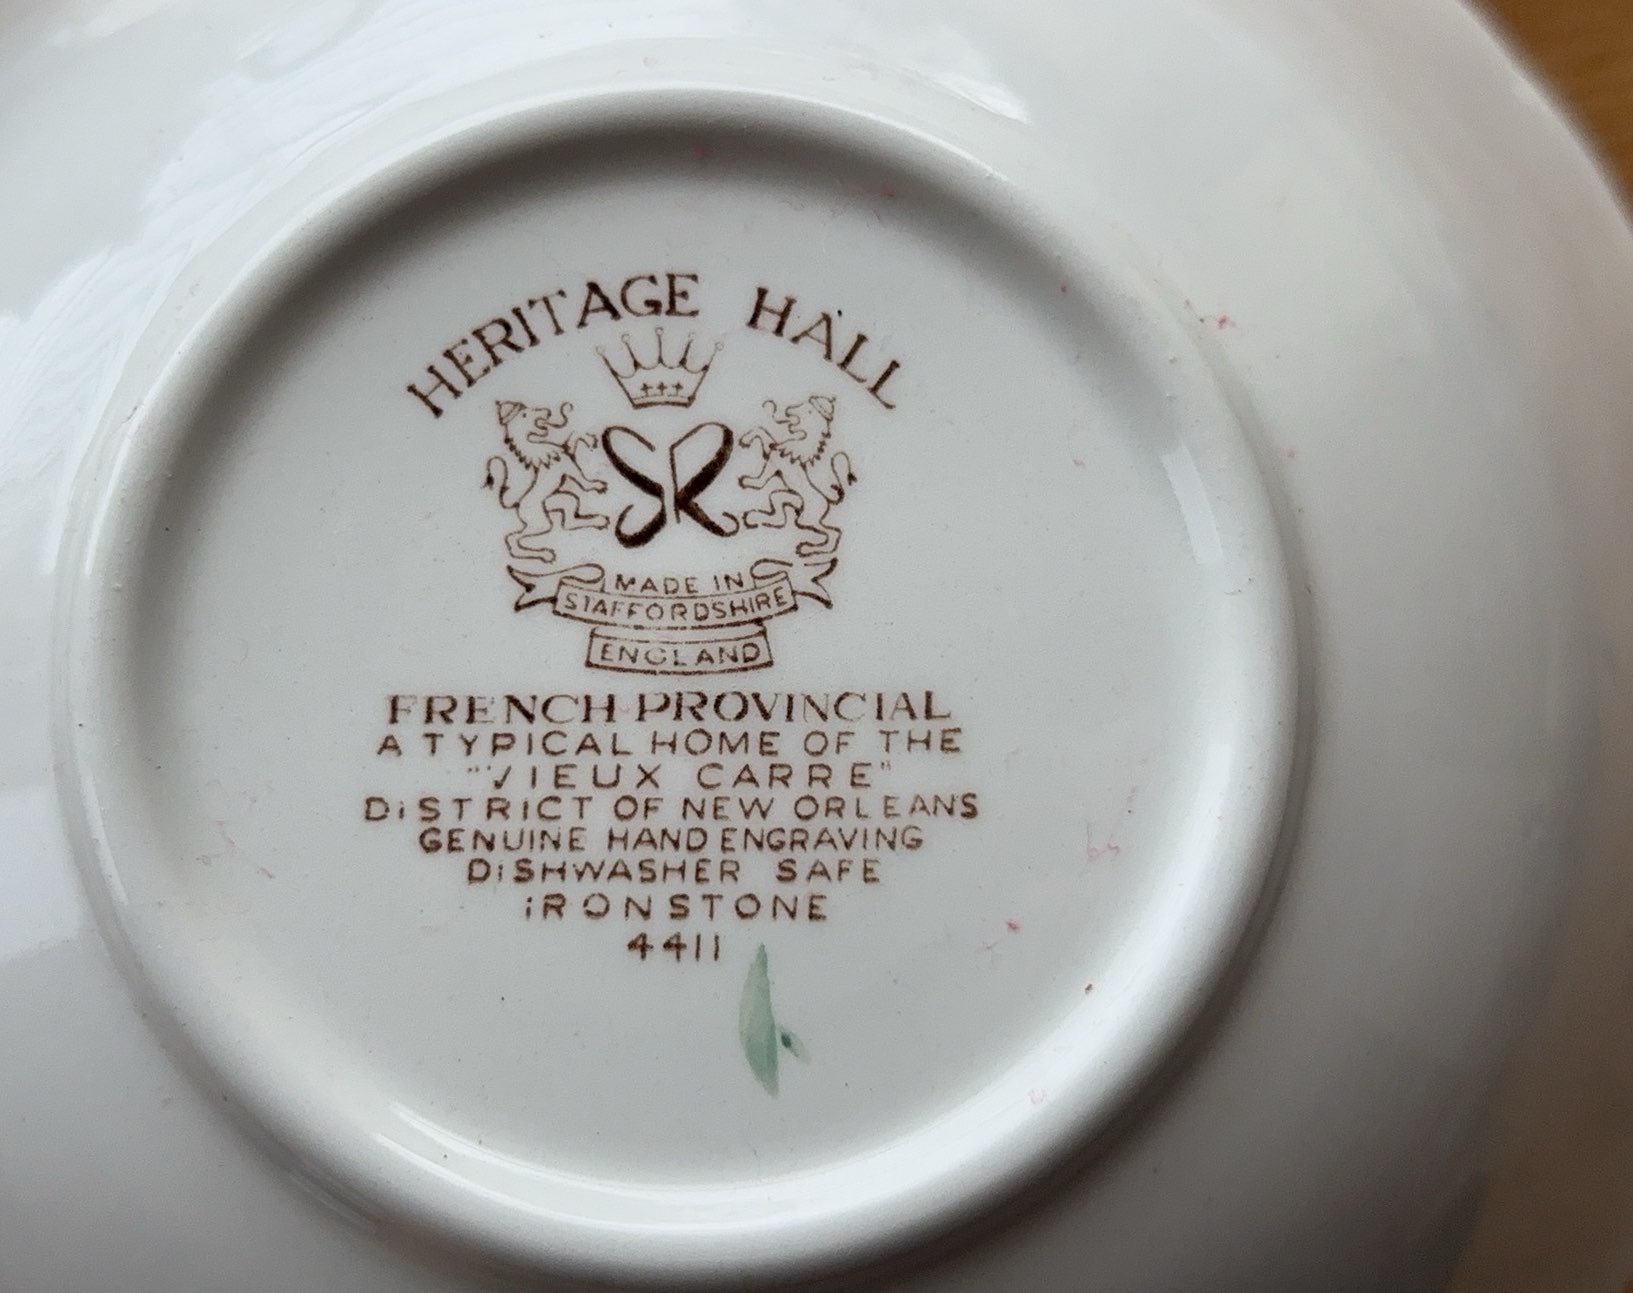 HERITAGE HALL
SR
MADE IN
STAFFORDSHIRE
ENGLAND
FRENCH PROVINCIAL
A TYPICAL HOME OF THE
"VIEUX CARRE"
DiSTRICT OF NEW ORLEANS
GENUINE HAND ENGRAVING
DiSHWASHER SAFE
iRONSTONE
4411